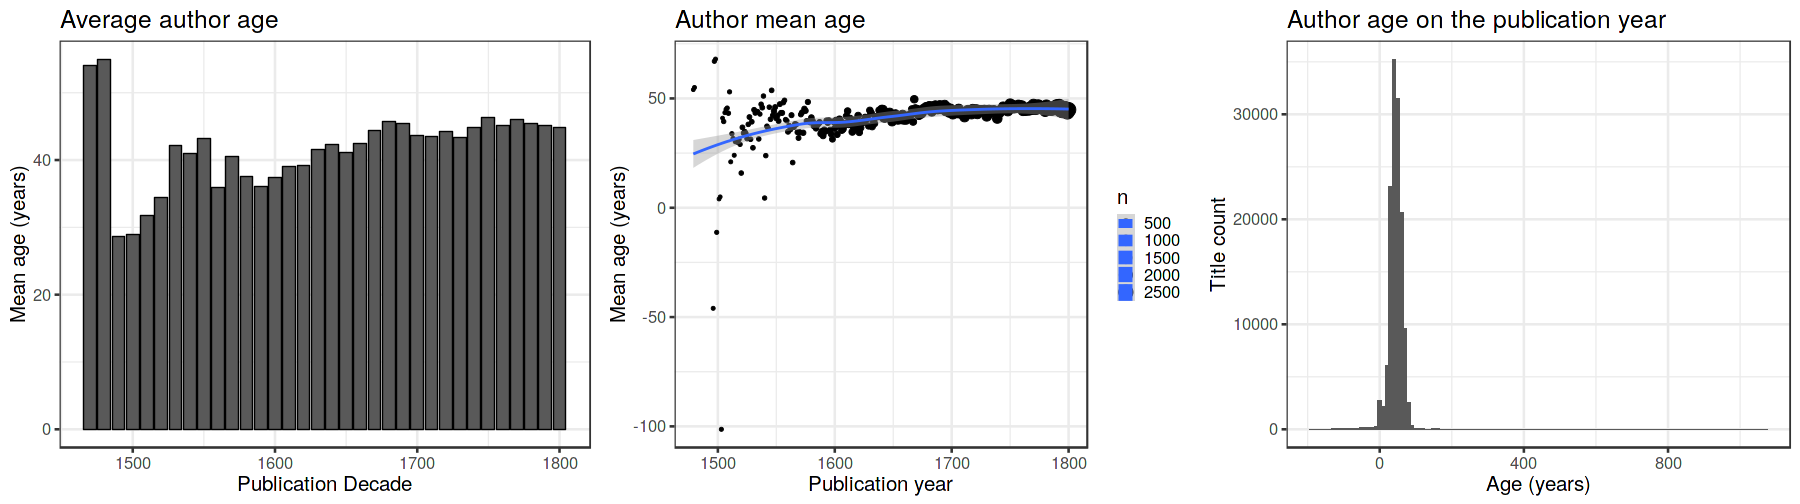 Average author age
Mean age (years)
40
20
0
1500
1600
1700
1800
Publication Decade
Author mean age
Mean age (years)
50
0
-50
-100
1500
1600
1700
1800
Publication year
n
500
1000
1500
2000
2500
Author age on the publication year
Title count
30000
20000
10000
0
0
400
800
Age (years)